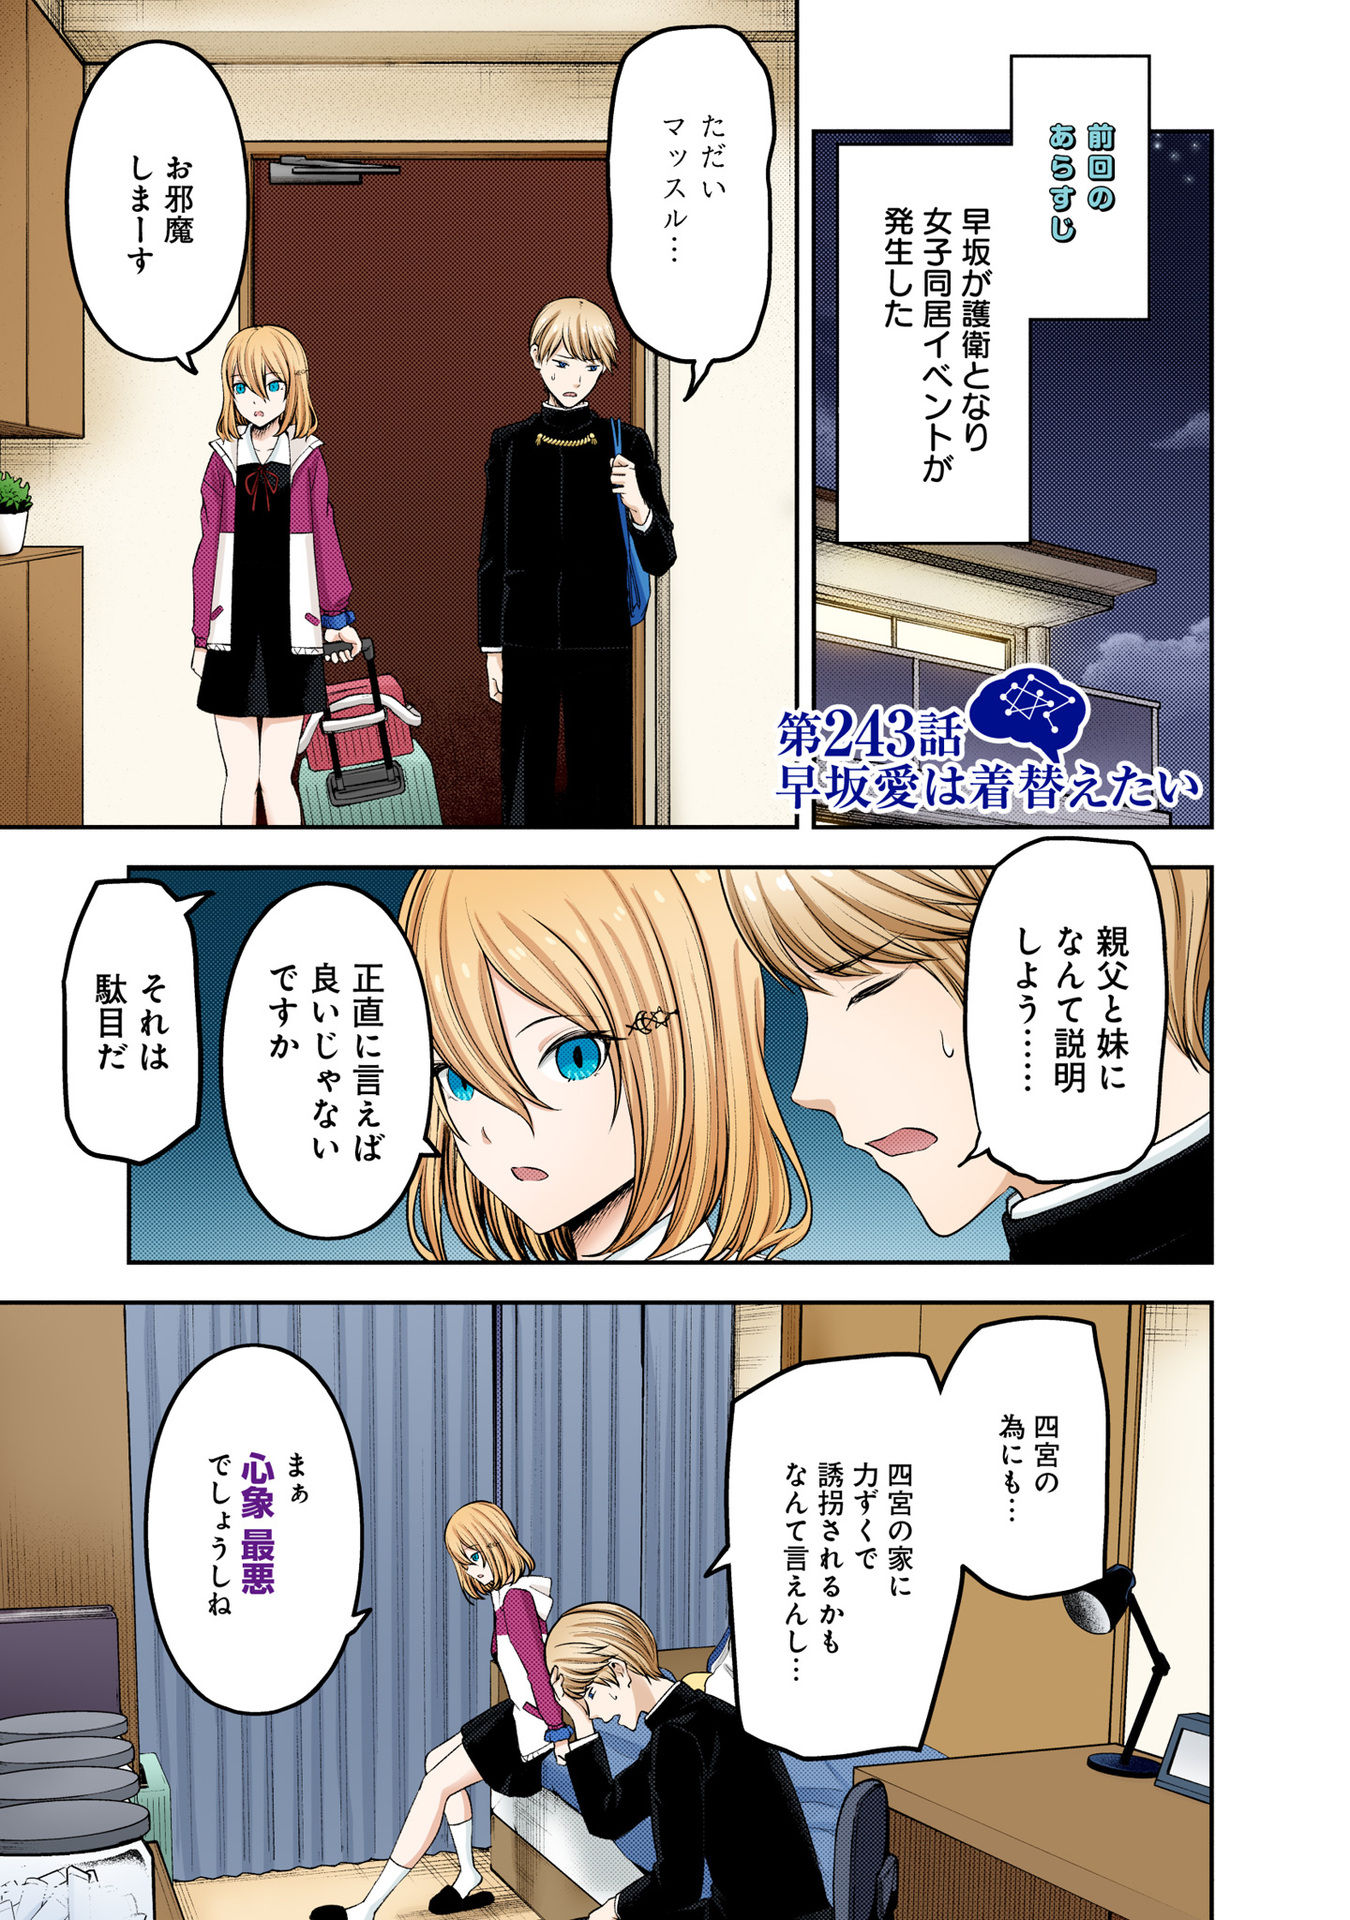 前回の
あらすじ
早坂が護衛となり
女子同居イベントが
発生した
第243話
早坂愛は着替えたい
ただい
マッスル…
お邪魔
しまーす
親父と妹に
なんて説明
しよう……
正直に言えば
良いじゃない
ですか
それは
駄目だ
四宮の
為にも…
四宮の家に
力ずくで
誘拐されるかも
なんて言えんし…
まぁ
心象最悪
でしょうしね